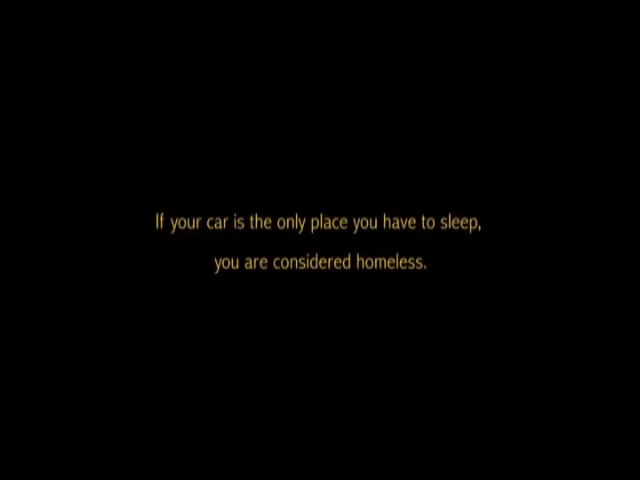 If your car is the only place you have to sleep,
you are considered homeless.